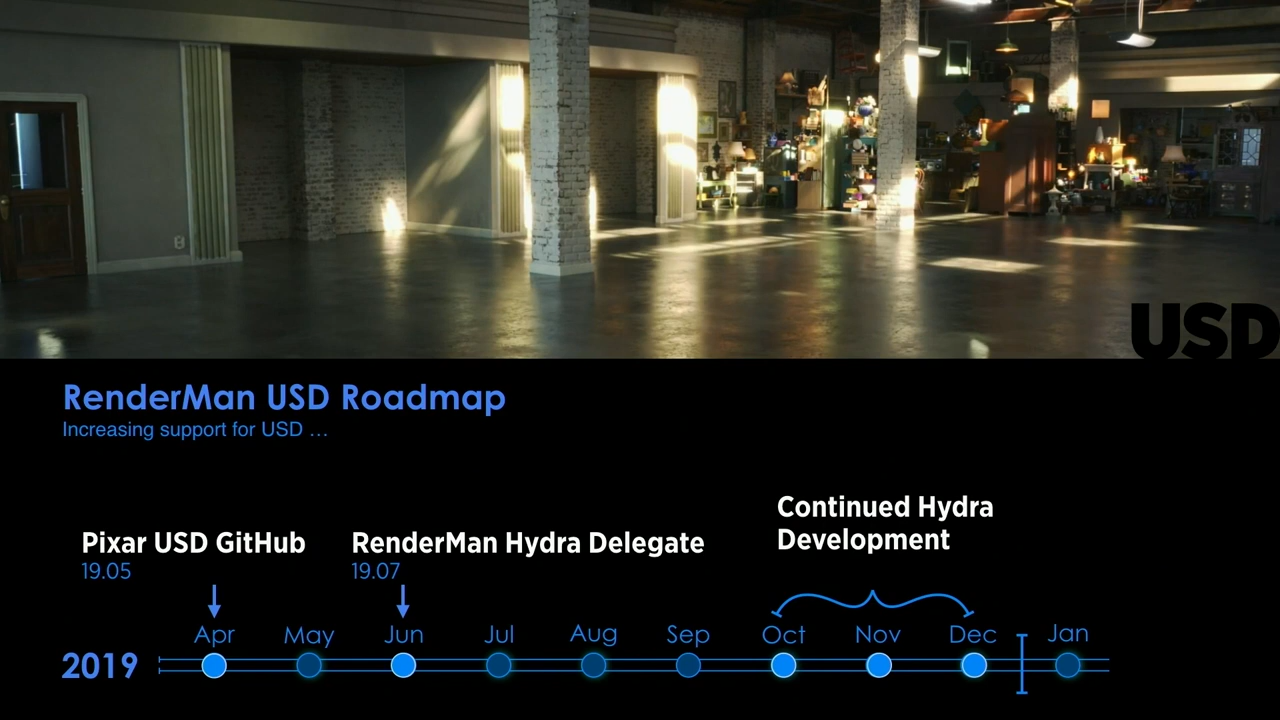 USD
RenderMan USD Roadmap
Increasing support for USD ...
Continued Hydra
Development
Pixar USD GitHub
19.05
RenderMan Hydra Delegate
19.07
Apr May Jun Jul Aug Sep Oct Nov Dec Jan
2019